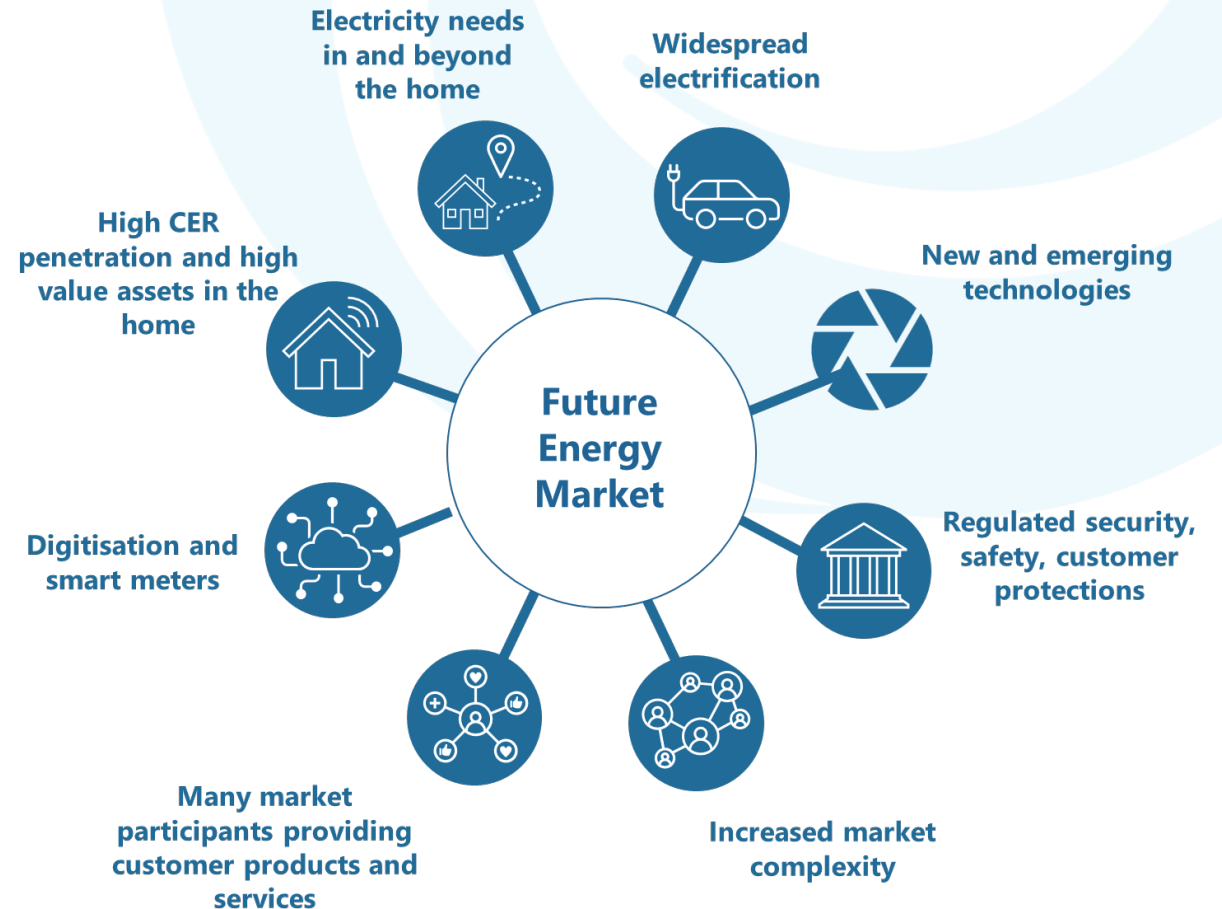 Electricity needs
in and beyond
the home
Widespread
electrification
High CER
penetration and high
value assets in the
home
New and emerging
technologies
Future
Energy
Market
Digitisation and
smart meters
Regulated security,
safety, customer
protections
Many market
participants providing
customer products and
services
Increased market
complexity